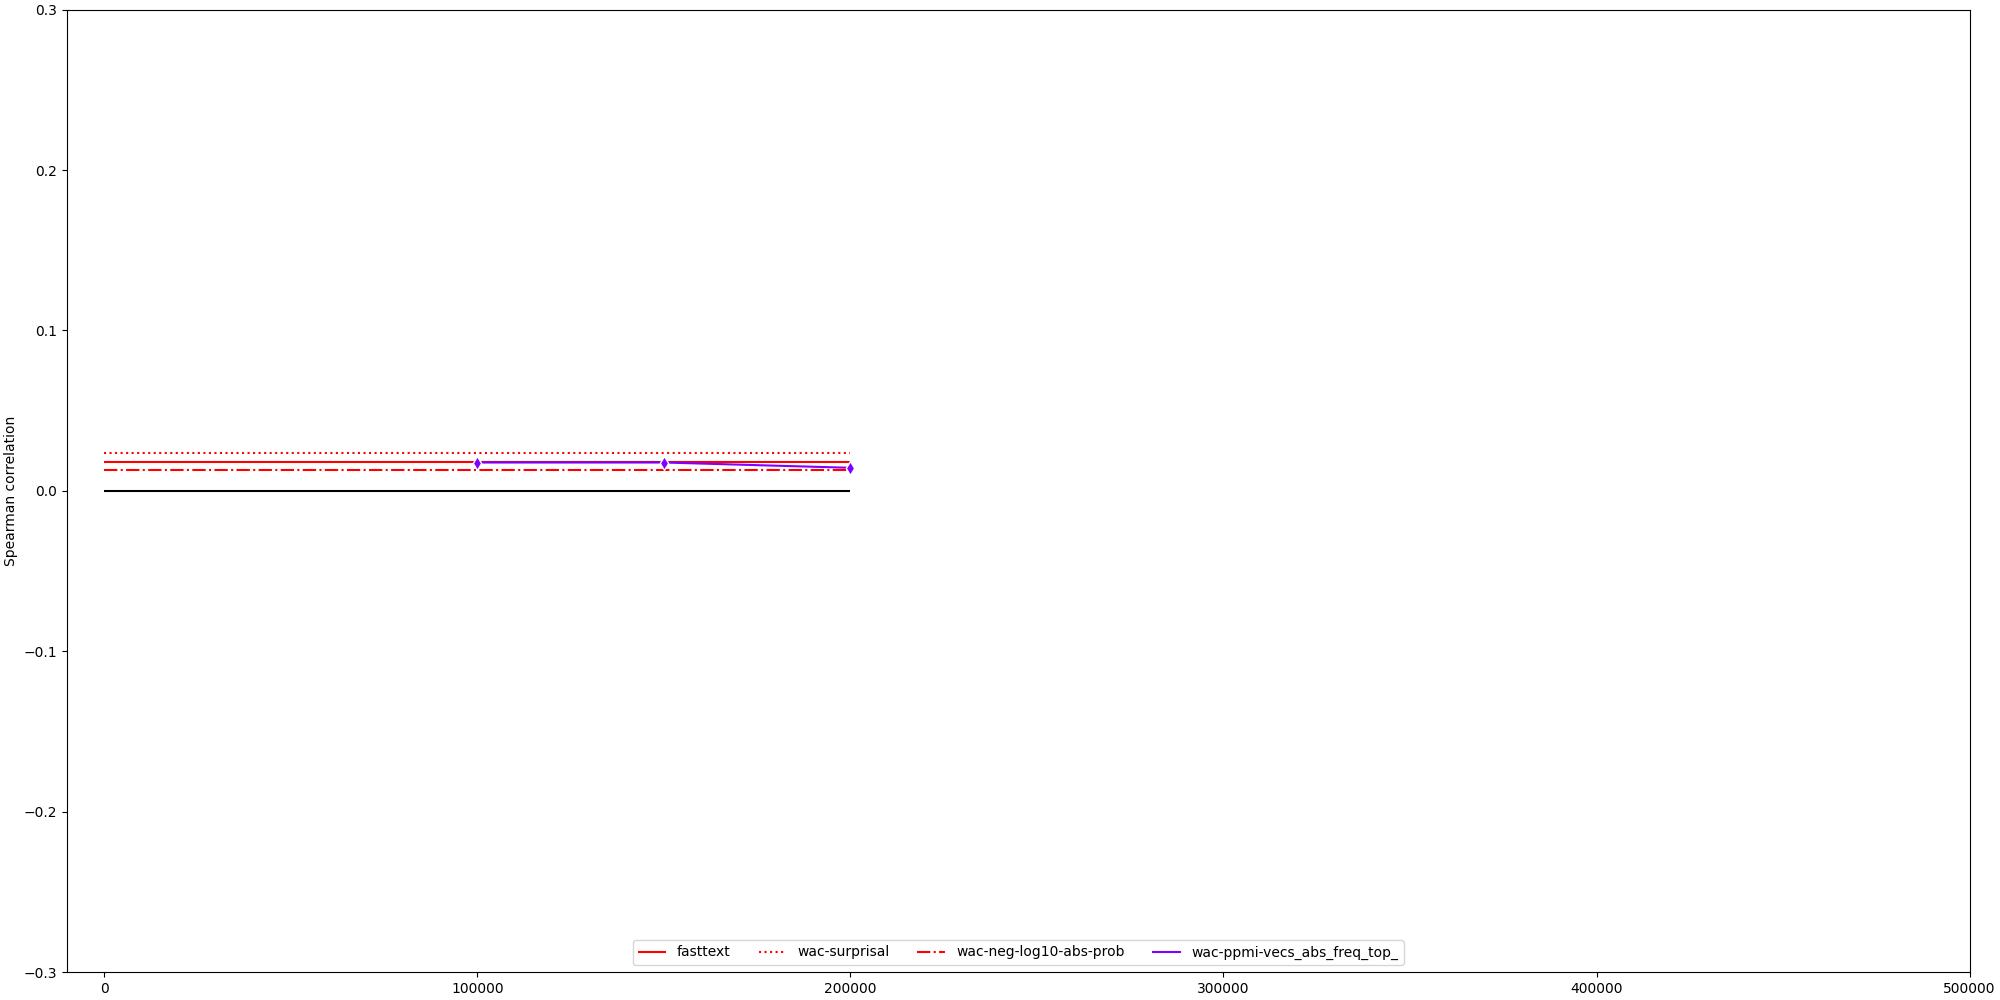 0.3
0.2
0.1
0.0
−0.1
−0.2
−0.3
Spearman correlation
fasttext wac-surprisal wac-neg-log10-abs-prob wac-ppmi-vecs_abs_freq_top_
0 100000 200000 300000 400000 500000